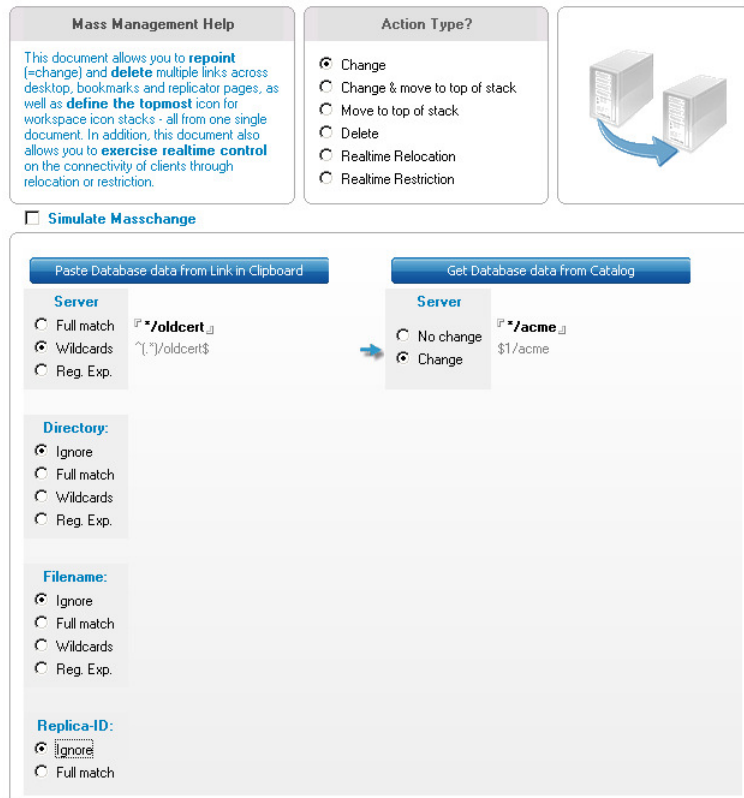 Mass Management Help
This document allows you to repoint
(=change) and delete multiple links across
desktop, bookmarks and replicator pages, as
well as define the topmost icon for
workspace icon stacks - all from one single
document. In addition, this document also
allows you to exercise realtime control
on the connectivity of clients through
relocation or restriction.
Action Type?
Change
Change & move to top of stack
Move to top of stack
Delete
Realtime Relocation
Realtime Restriction
Simulate Masschange
Paste Database data from Link in Clipboard
Get Database data from Catalog
Server
Full match
Wildcards
Reg. Exp.
*/oldcert
^(.*)/oldcert$
Server
No change
Change
*/acme
$1/acme
Directory:
Ignore
Full match
Wildcards
Reg. Exp.
Filename:
Ignore
Full match
Wildcards
Reg. Exp.
Replica-ID:
Ignore
Full match